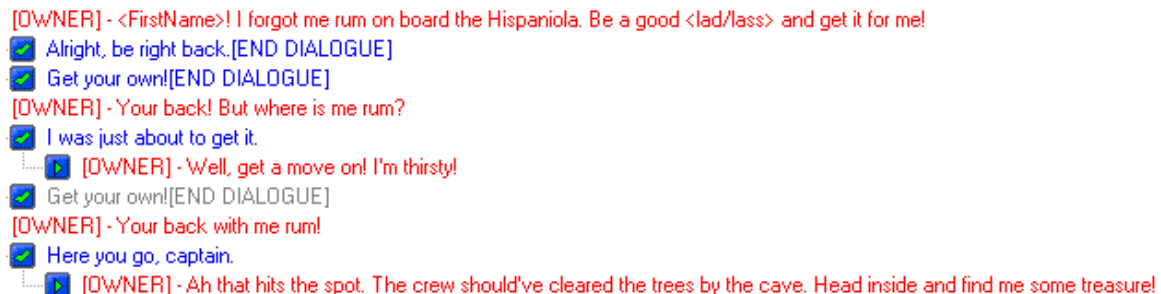 [OWNER] - <FirstName>! I forgot me rum on board the Hispaniola. Be a good <lad/lass> and get it for me!
Alright, be right back.[END DIALOGUE]
Get your own![END DIALOGUE]
[OWNER] - Your back! But where is me rum?
I was just about to get it.
[OWNER] - Well, get a move on! I'm thirsty!
Get your own![END DIALOGUE]
[OWNER] - Your back with me rum!
Here you go, captain.
[OWNER] - Ah that hits the spot. The crew should've cleared the trees by the cave. Head inside and find me some treasure!